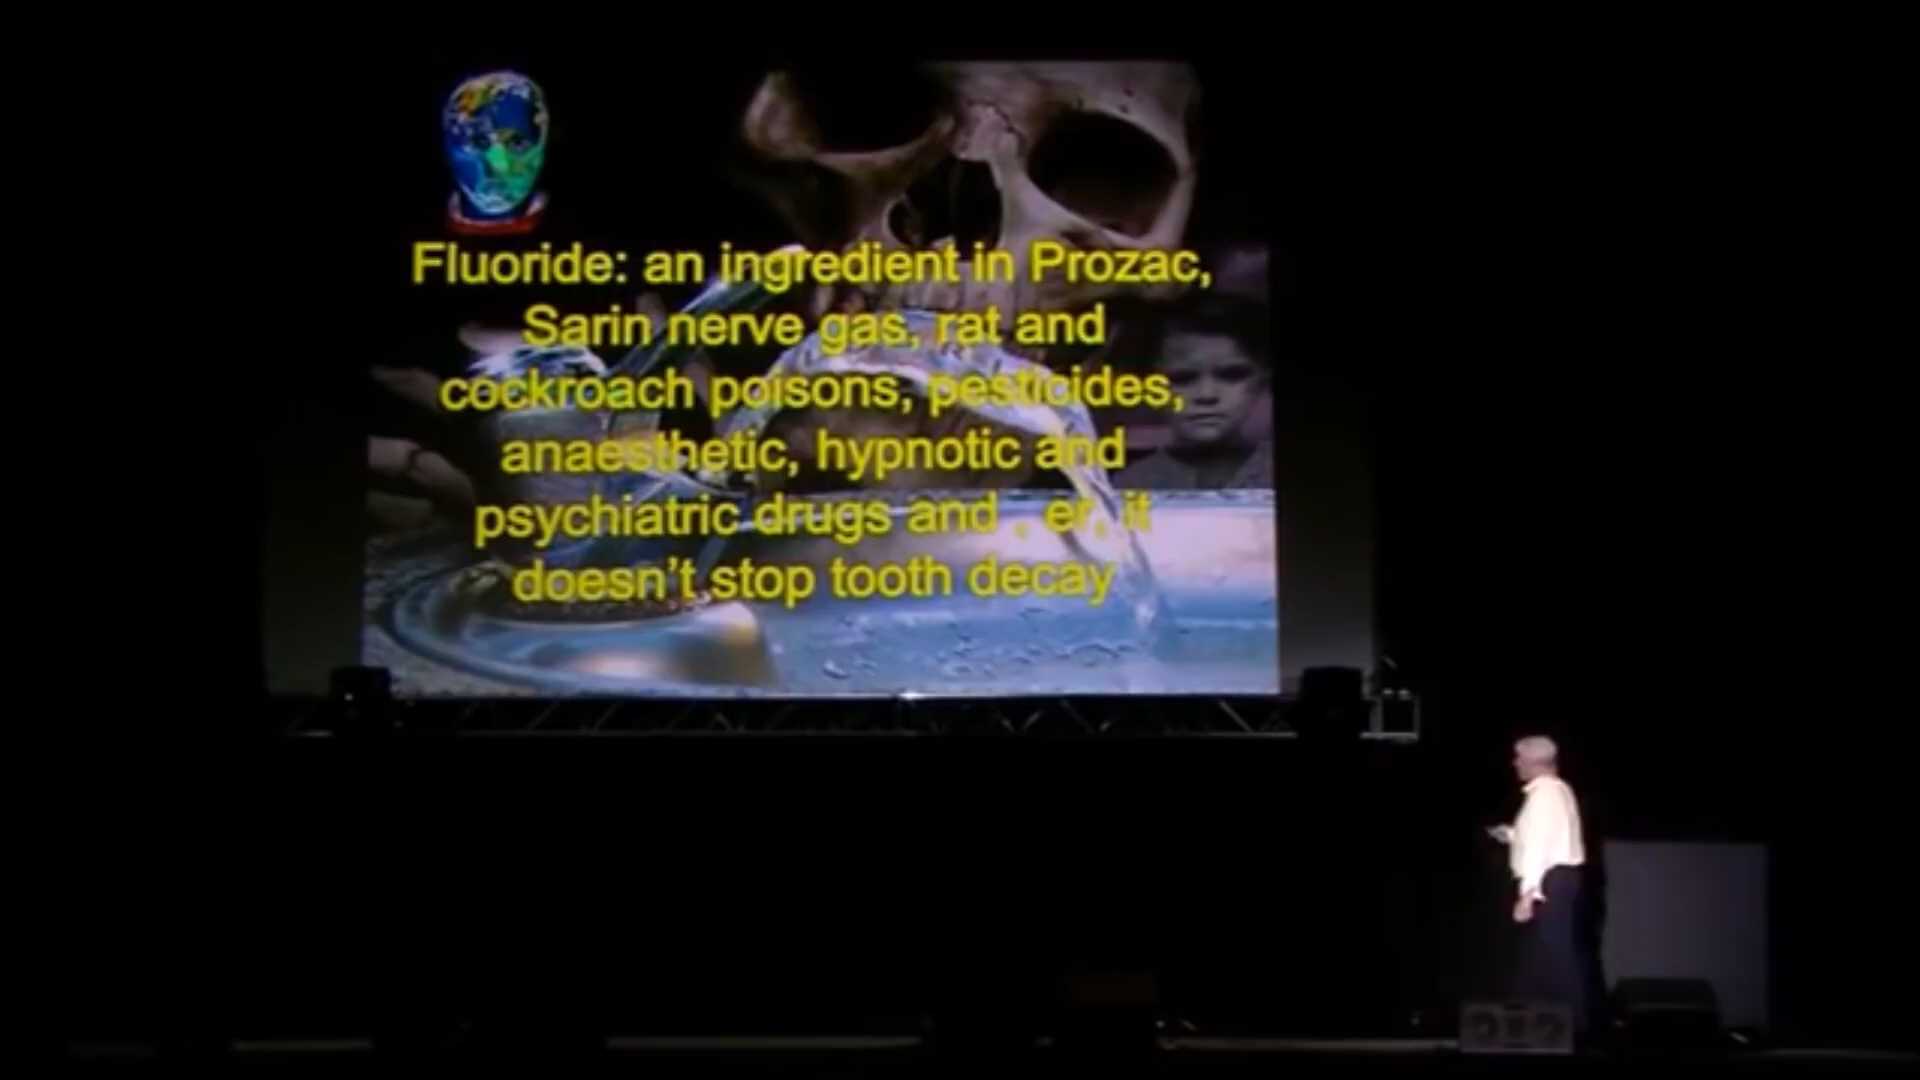 Fluoride: an ingredient in Prozac,
Sarin nerve gas, rat and
cockroach poisons, pesticides,
anaesthetic, hypnotic and
psychiatric drugs and . er, it
doesn't stop tooth decay